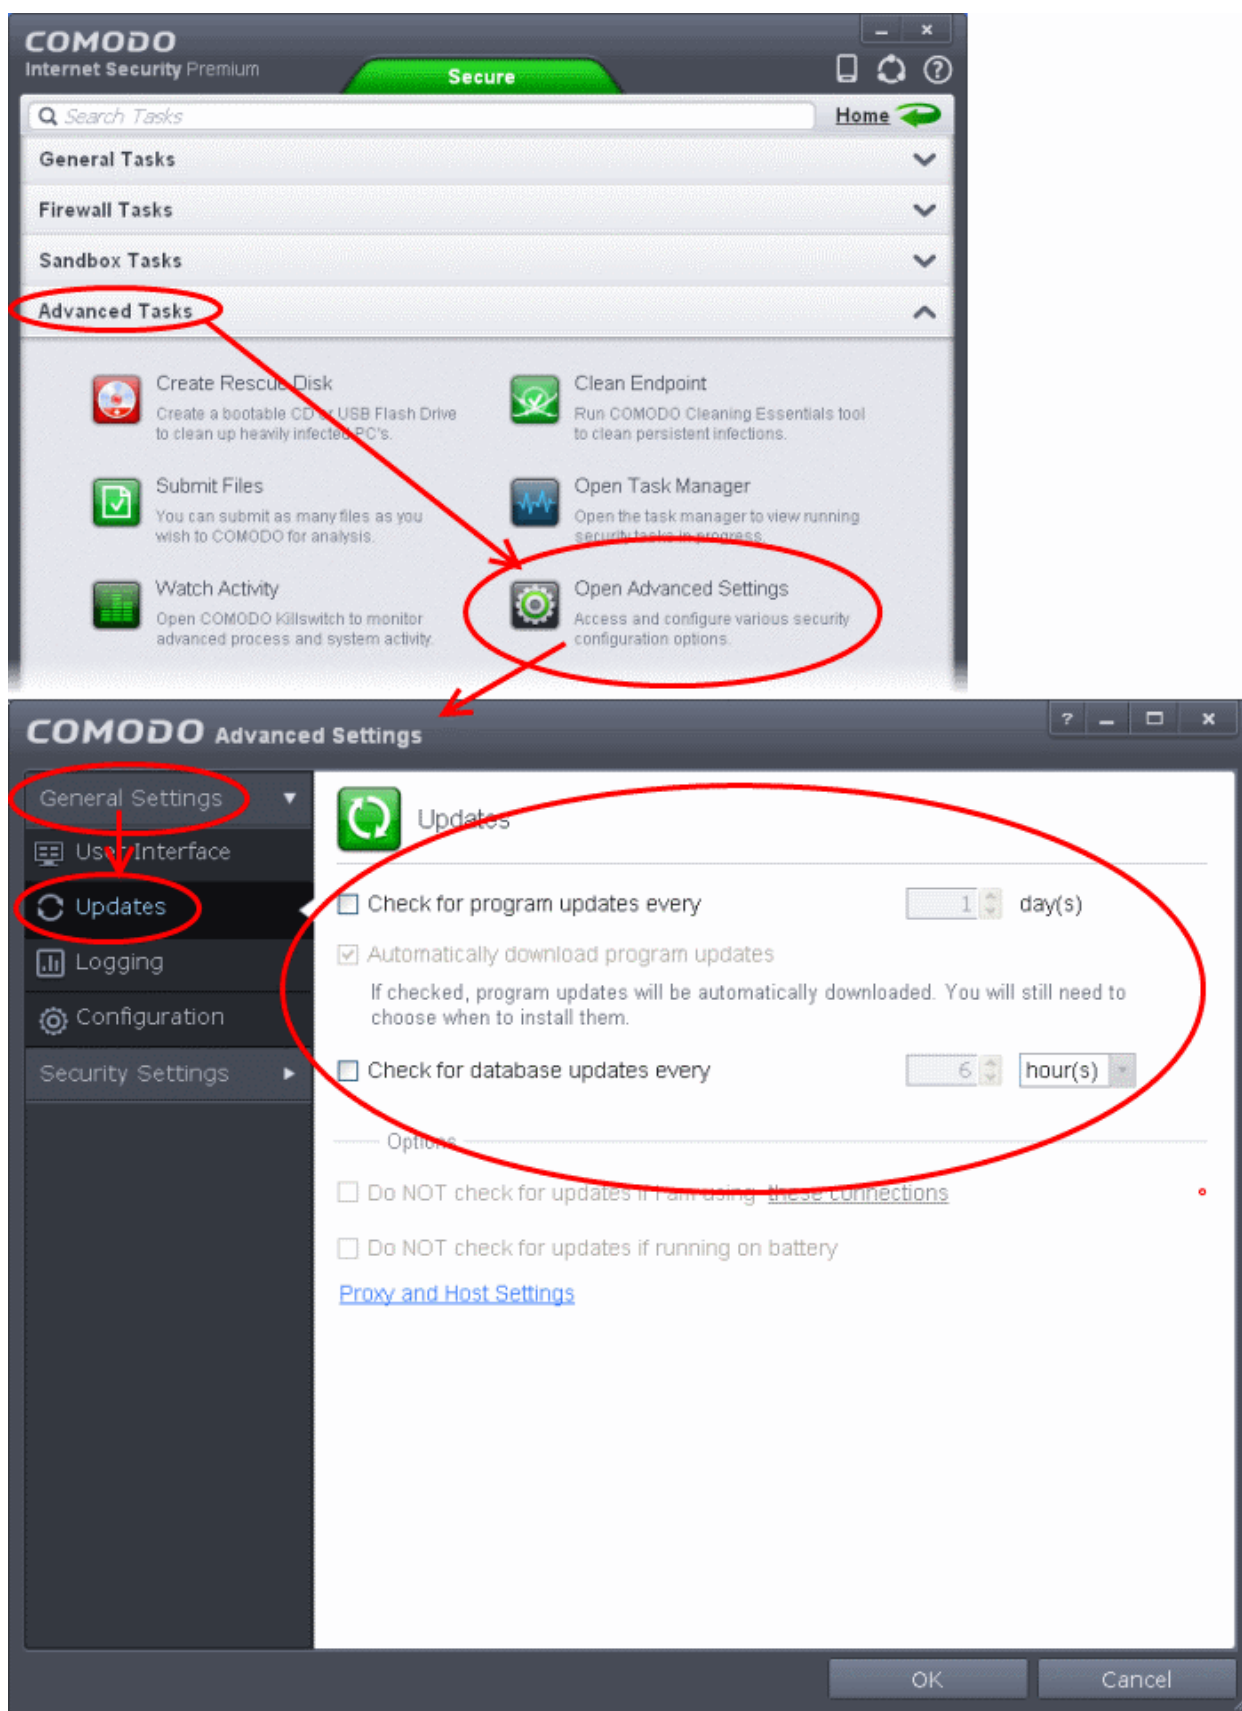 COMODO
Internet Security Premium
Secure
Search Tasks
Home
General Tasks
Firewall Tasks
Sandbox Tasks
Advanced Tasks
Create Rescue Disk
Create a bootable CD or USB Flash Drive
to clean up heavily infected PC's.
Clean Endpoint
Run COMODO Cleaning Essentials tool
to clean persistent infections.
Submit Files
You can submit as many files as you
wish to COMODO for analysis.
Open Task Manager
Open the task manager to view running
security tasks in progress.
Watch Activity
Open COMODO Killswitch to monitor
advanced process and system activity.
Open Advanced Settings
Access and configure various security
configuration options.
COMODO Advanced Settings
General Settings
User Interface
Updates
Logging
Configuration
Security Settings
Updates
Check for program updates every 1 day(s)
Automatically download program updates
If checked, program updates will be automatically downloaded. You will still need to
choose when to install them.
Check for database updates every 6 hour(s)
Options
Do NOT check for updates if I am using these connections
Do NOT check for updates if running on battery
Proxy and Host Settings
OK Cancel